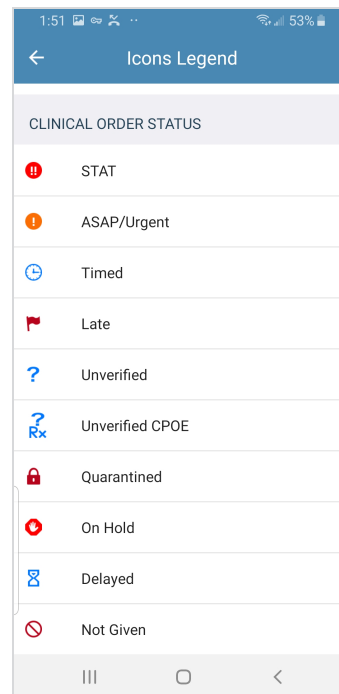 1:51 53%
Icons Legend
CLINICAL ORDER STATUS
!! STAT
! ASAP/Urgent
Timed
Late
? Unverified
? Rx Unverified CPOE
Quarantined
On Hold
Delayed
Not Given